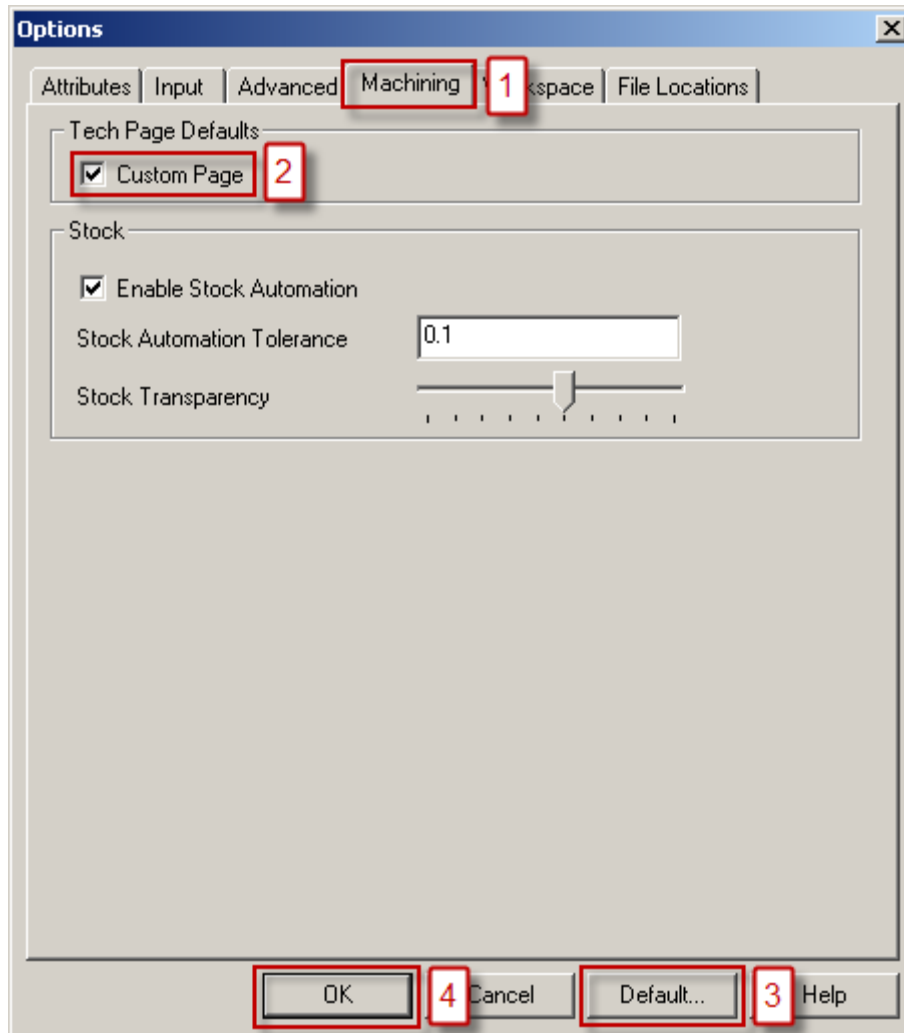 Options
Attributes Input Advanced Machining 1 kspace File Locations
Tech Page Defaults
Custom Page 2
Stock
Enable Stock Automation
Stock Automation Tolerance 0.1
Stock Transparency
OK 4 Cancel Default... 3 Help